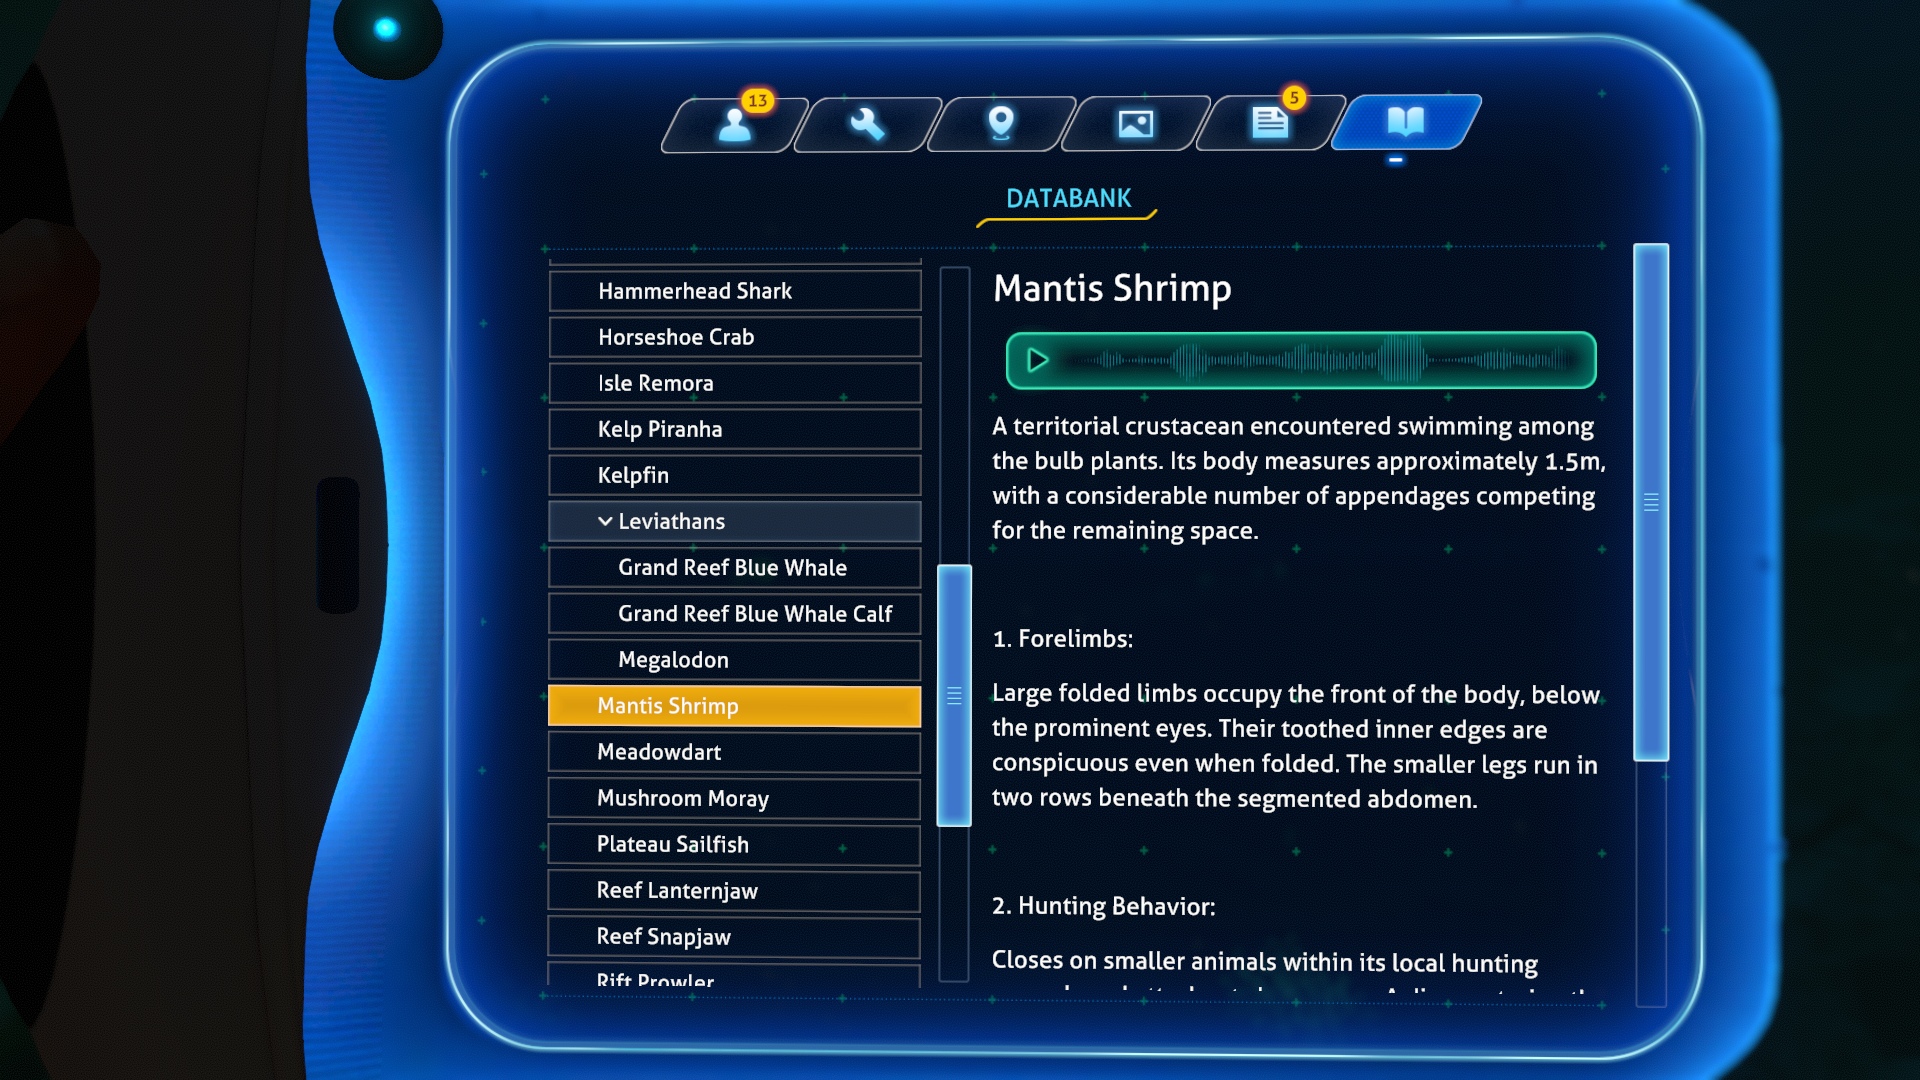 13
5
DATABANK
Hammerhead Shark
Horseshoe Crab
Isle Remora
Kelp Piranha
Kelpfin
Leviathans
Grand Reef Blue Whale
Grand Reef Blue Whale Calf
Megalodon
Mantis Shrimp
Meadowdart
Mushroom Moray
Plateau Sailfish
Reef Lanternjaw
Reef Snapjaw
Rift Prowler
Mantis Shrimp
A territorial crustacean encountered swimming among
the bulb plants. Its body measures approximately 1.5m,
with a considerable number of appendages competing
for the remaining space.
1. Forelimbs:
Large folded limbs occupy the front of the body, below
the prominent eyes. Their toothed inner edges are
conspicuous even when folded. The smaller legs run in
two rows beneath the segmented abdomen.
2. Hunting Behavior:
Closes on smaller animals within its local hunting